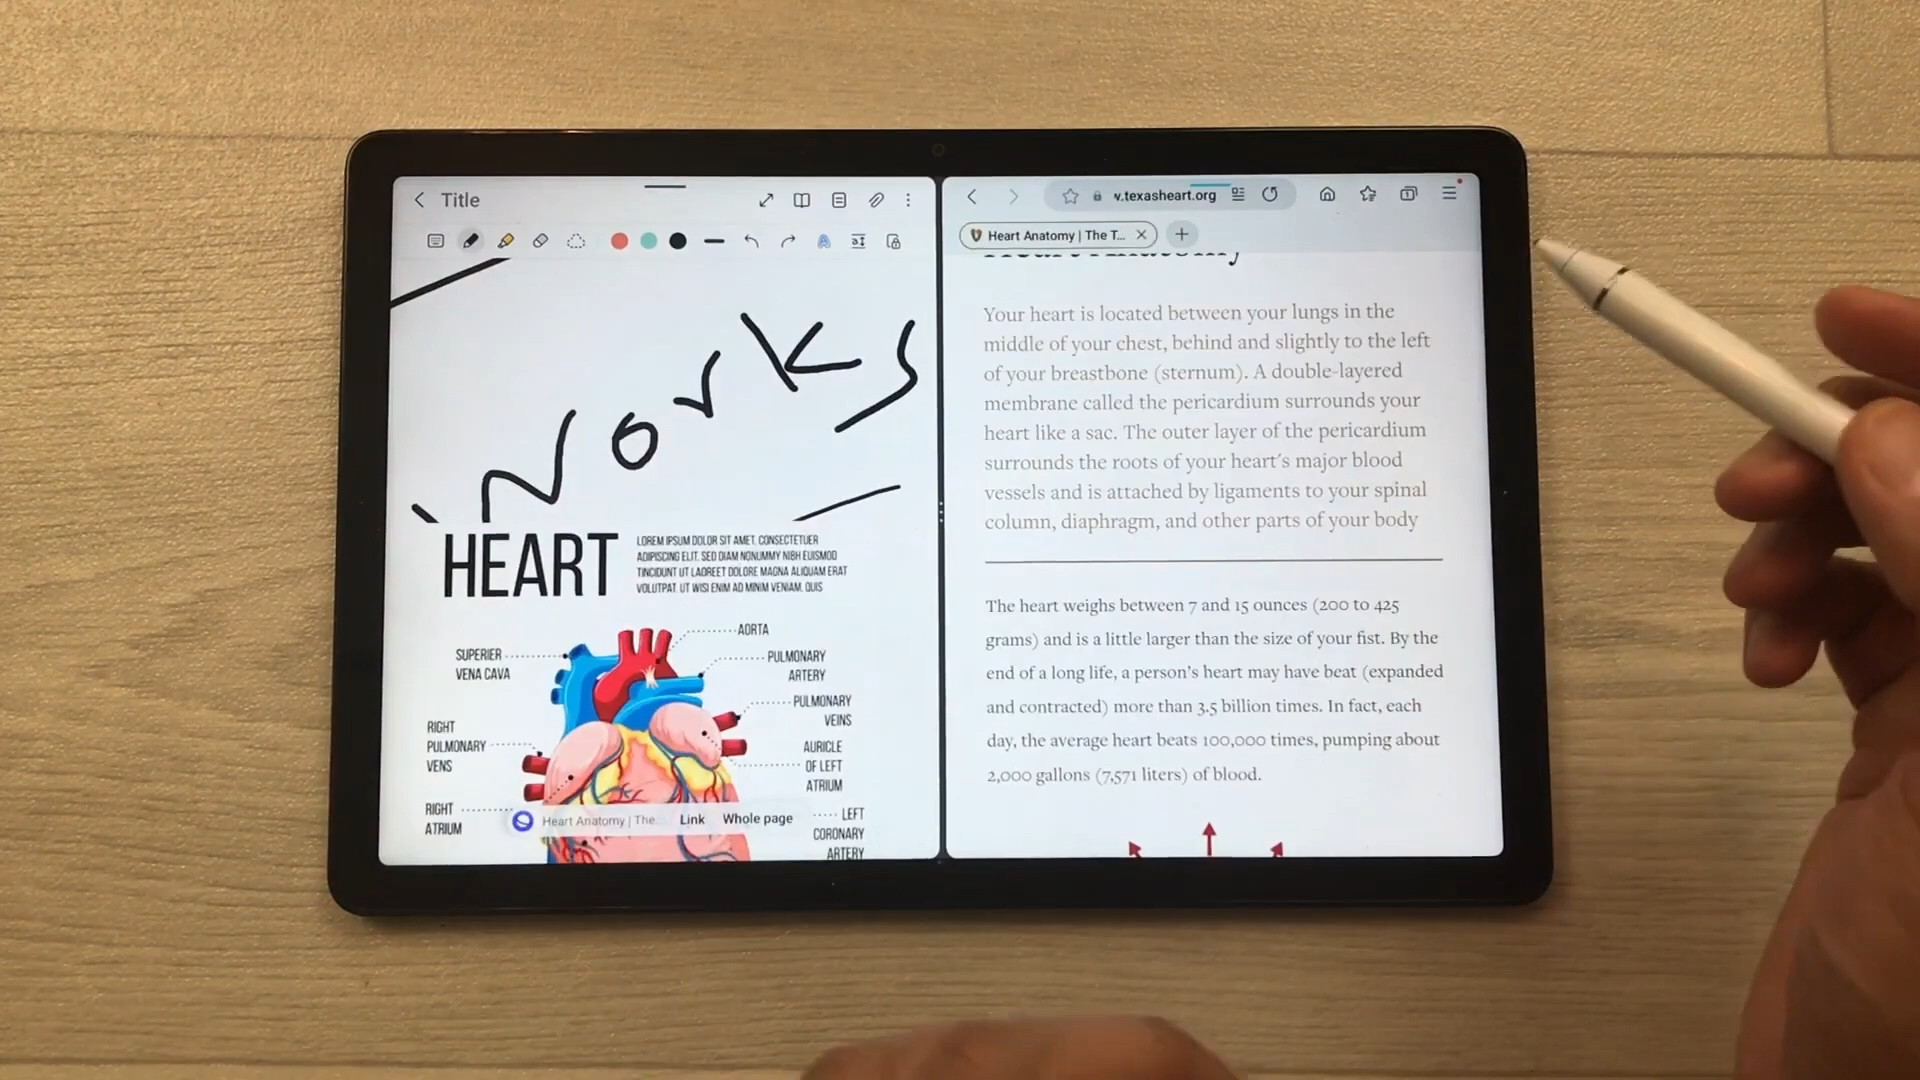 Title
Works
HEART
LOREM IPSUM DOLOR SIT AMET, CONSECTETUER
ADIPISCING ELIT, SED DIAM NONUMMY NIBH EUISMOD
TINCIDUNT UT LAOREET DOLORE MAGNA ALIQUAM ERAT
VOLUTPAT. UT WISI ENIM AD MINIM VENIAM, QUIS
AORTA
SUPERIER
VENA CAVA
PULMONARY
ARTERY
PULMONARY
VEINS
RIGHT
PULMONARY
VENS
AURICLE
OF LEFT
ATRIUM
RIGHT
ATRIUM
LEFT
CORONARY
ARTERY
Heart Anatomy | The... Link Whole page
v.texasheart.org
Heart Anatomy | The T...
Heart Anatomy
Your heart is located between your lungs in the
middle of your chest, behind and slightly to the left
of your breastbone (sternum). A double-layered
membrane called the pericardium surrounds your
heart like a sac. The outer layer of the pericardium
surrounds the roots of your heart's major blood
vessels and is attached by ligaments to your spinal
column, diaphragm, and other parts of your body
The heart weighs between 7 and 15 ounces (200 to 425
grams) and is a little larger than the size of your fist. By the
end of a long life, a person's heart may have beat (expanded
and contracted) more than 3.5 billion times. In fact, each
day, the average heart beats 100,000 times, pumping about
2,000 gallons (7,571 liters) of blood.